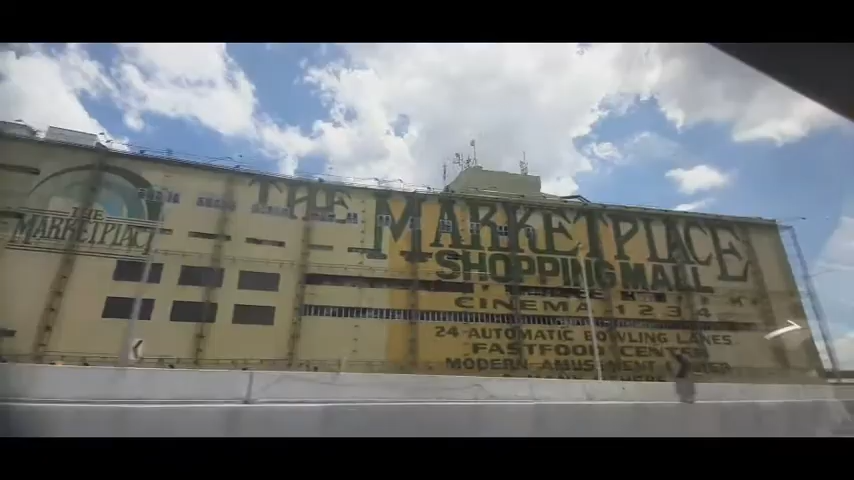 THE
MARKETPLACE
THE MARKETPLACE
SHOPPING MALL
CINEMA 1 2 3 4
24 AUTOMATIC BOWLING LANES
FASTFOOD CENTER
MODERN AMUSEMENT